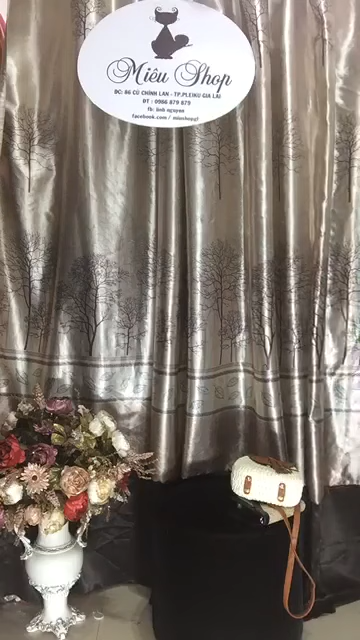 Miêu Shop
ĐC: 86 CÙ CHÍNH LAN - TP.PLEIKU GIA LAI
ĐT : 0966 879 879
fb: linh nguyen
facebook.com / mieushopgl